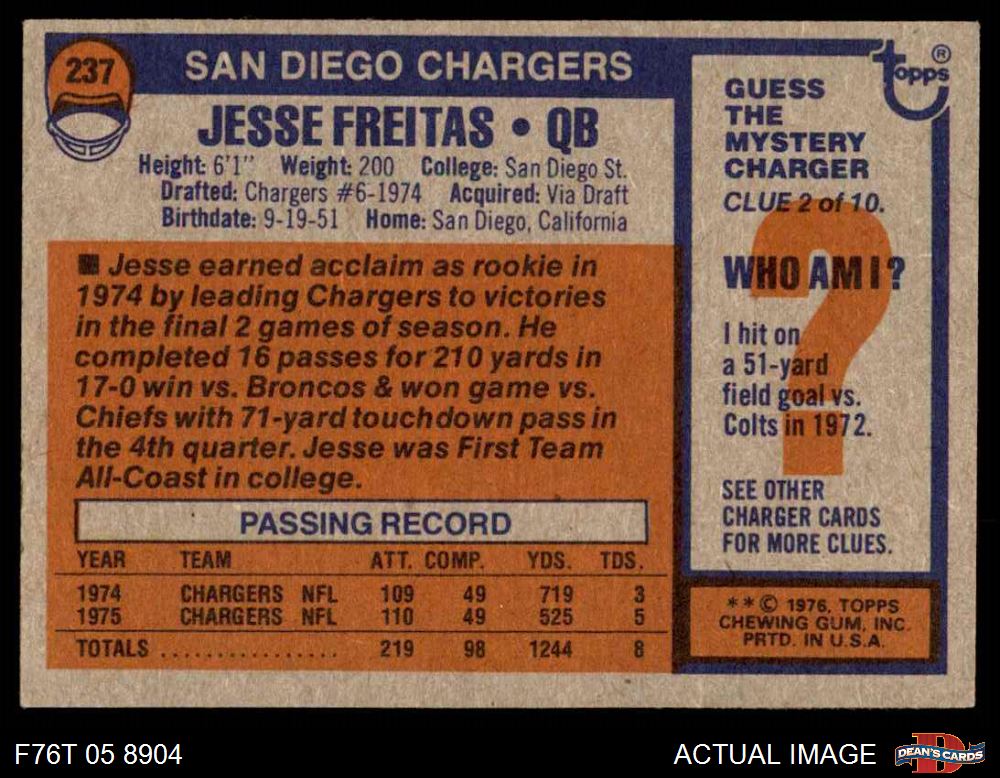 237
SAN DIEGO CHARGERS
JESSE FREITAS • QB
Height: 6'1" Weight: 200 College: San Diego St.
Drafted: Chargers #6-1974 Acquired: Via Draft
Birthdate: 9-19-51 Home: San Diego, California
■ Jesse earned acclaim as rookie in
1974 by leading Chargers to victories
in the final 2 games of season. He
completed 16 passes for 210 yards in
17-0 win vs. Broncos & won game vs.
Chiefs with 71-yard touchdown pass in
the 4th quarter. Jesse was First Team
All-Coast in college.
PASSING RECORD
YEAR TEAM ATT. COMP. YDS. TDS.
1974 CHARGERS NFL 109 49 719 3
1975 CHARGERS NFL 110 49 525 5
TOTALS ................. 219 98 1244 8
topps ®
GUESS
THE
MYSTERY
CHARGER
CLUE 2 of 10.
?
WHO AM I?
I hit on
a 51-yard
field goal vs.
Colts in 1972.
SEE OTHER
CHARGER CARDS
FOR MORE CLUES.
* * © 1976, TOPPS
CHEWING GUM, INC.
PRTD. IN U.S.A.
F76T 05 8904
ACTUAL IMAGE
DEAN'S CARDS